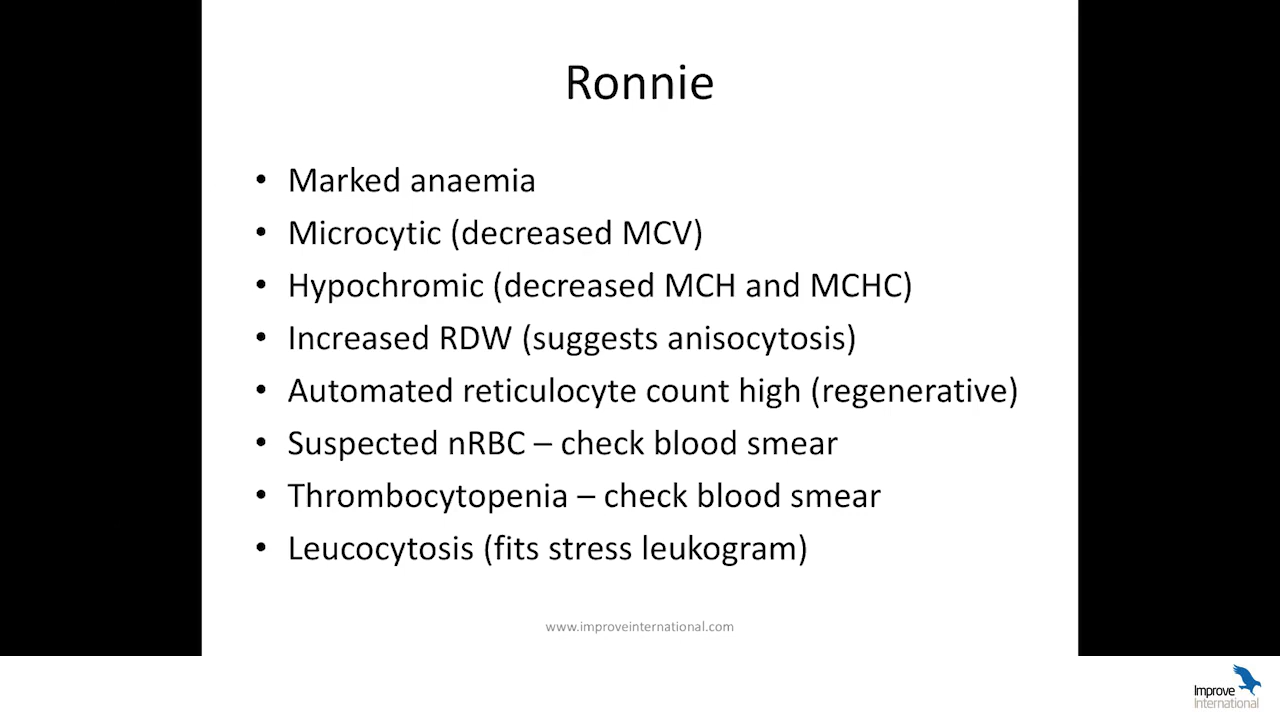 Ronnie
• Marked anaemia
• Microcytic (decreased MCV)
• Hypochromic (decreased MCH and MCHC)
• Increased RDW (suggests anisocytosis)
• Automated reticulocyte count high (regenerative)
• Suspected nRBC – check blood smear
• Thrombocytopenia – check blood smear
• Leucocytosis (fits stress leukogram)
www.improveinternational.com
Improve
International